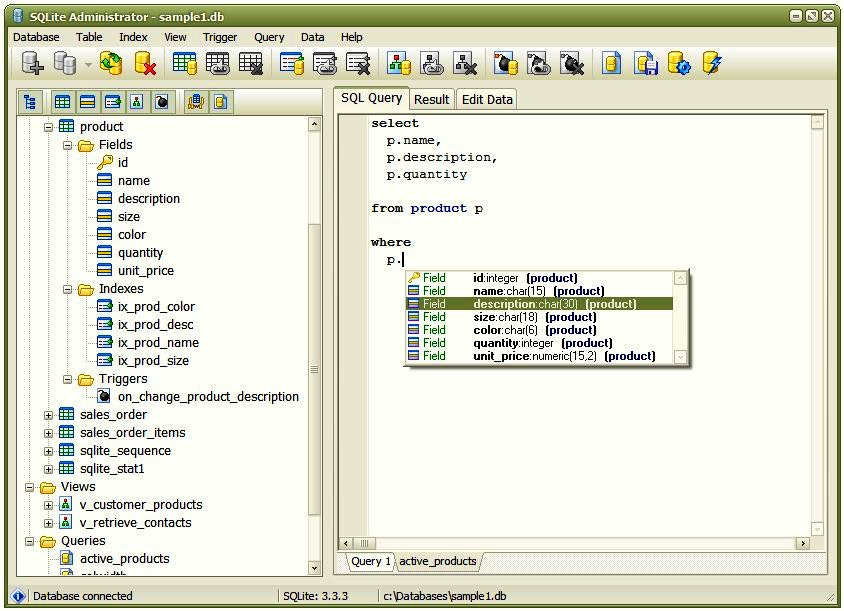 SQLite Administrator - sample1.db
Database Table Index View Trigger Query Data Help
product
Fields
id
name
description
size
color
quantity
unit_price
Indexes
ix_prod_color
ix_prod_desc
ix_prod_name
ix_prod_size
Triggers
on_change_product_description
sales_order
sales_order_items
sqlite_sequence
sqlite_stat1
Views
v_customer_products
v_retrieve_contacts
Queries
active_products
SQL Query Result Edit Data
select
p.name,
p.description,
p.quantity
from product p
where
p.
Field id:integer (product)
Field name:char(15) (product)
Field description:char(30) (product)
Field size:char(18) (product)
Field color:char(6) (product)
Field quantity:integer (product)
Field unit_price:numeric(15,2) (product)
Query 1 active_products
Database connected SQLite: 3.3.3 c:\Databases\sample1.db